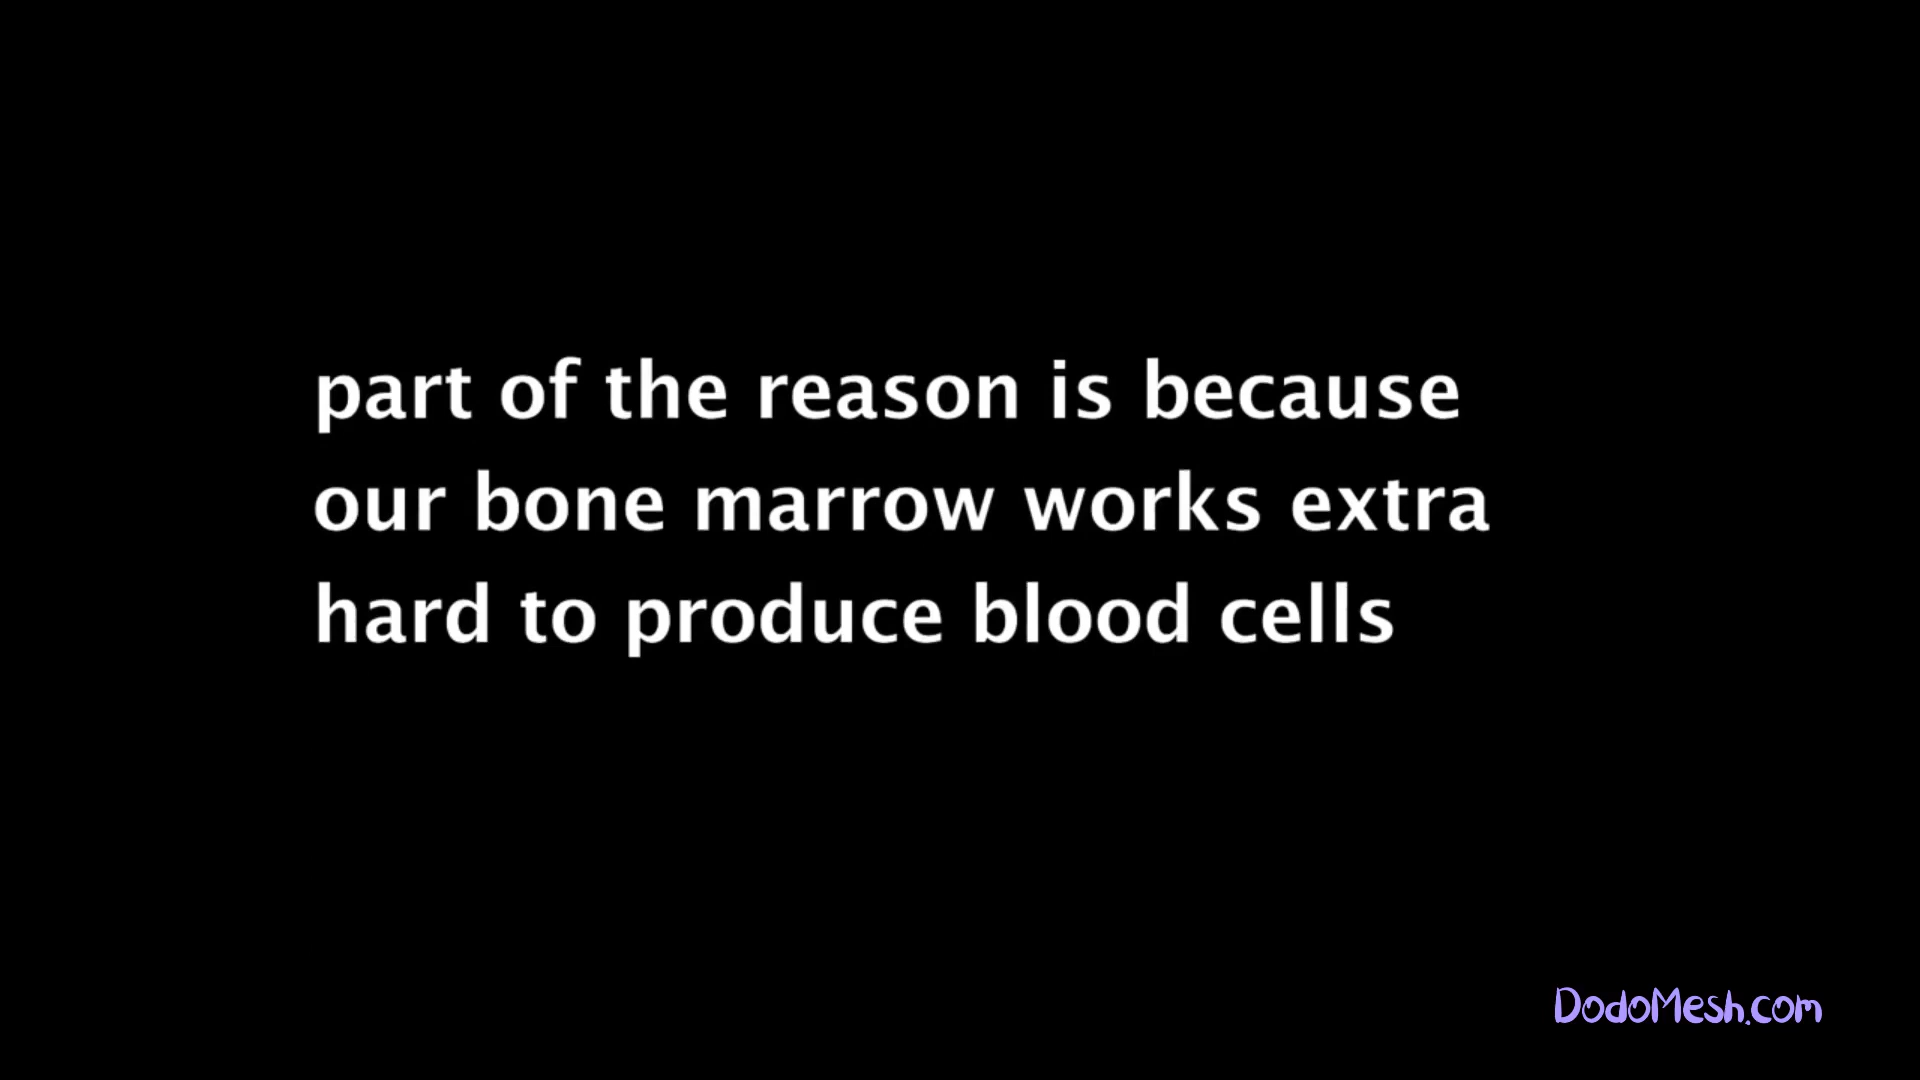 part of the reason is because
our bone marrow works extra
hard to produce blood cells
DodoMesh.com